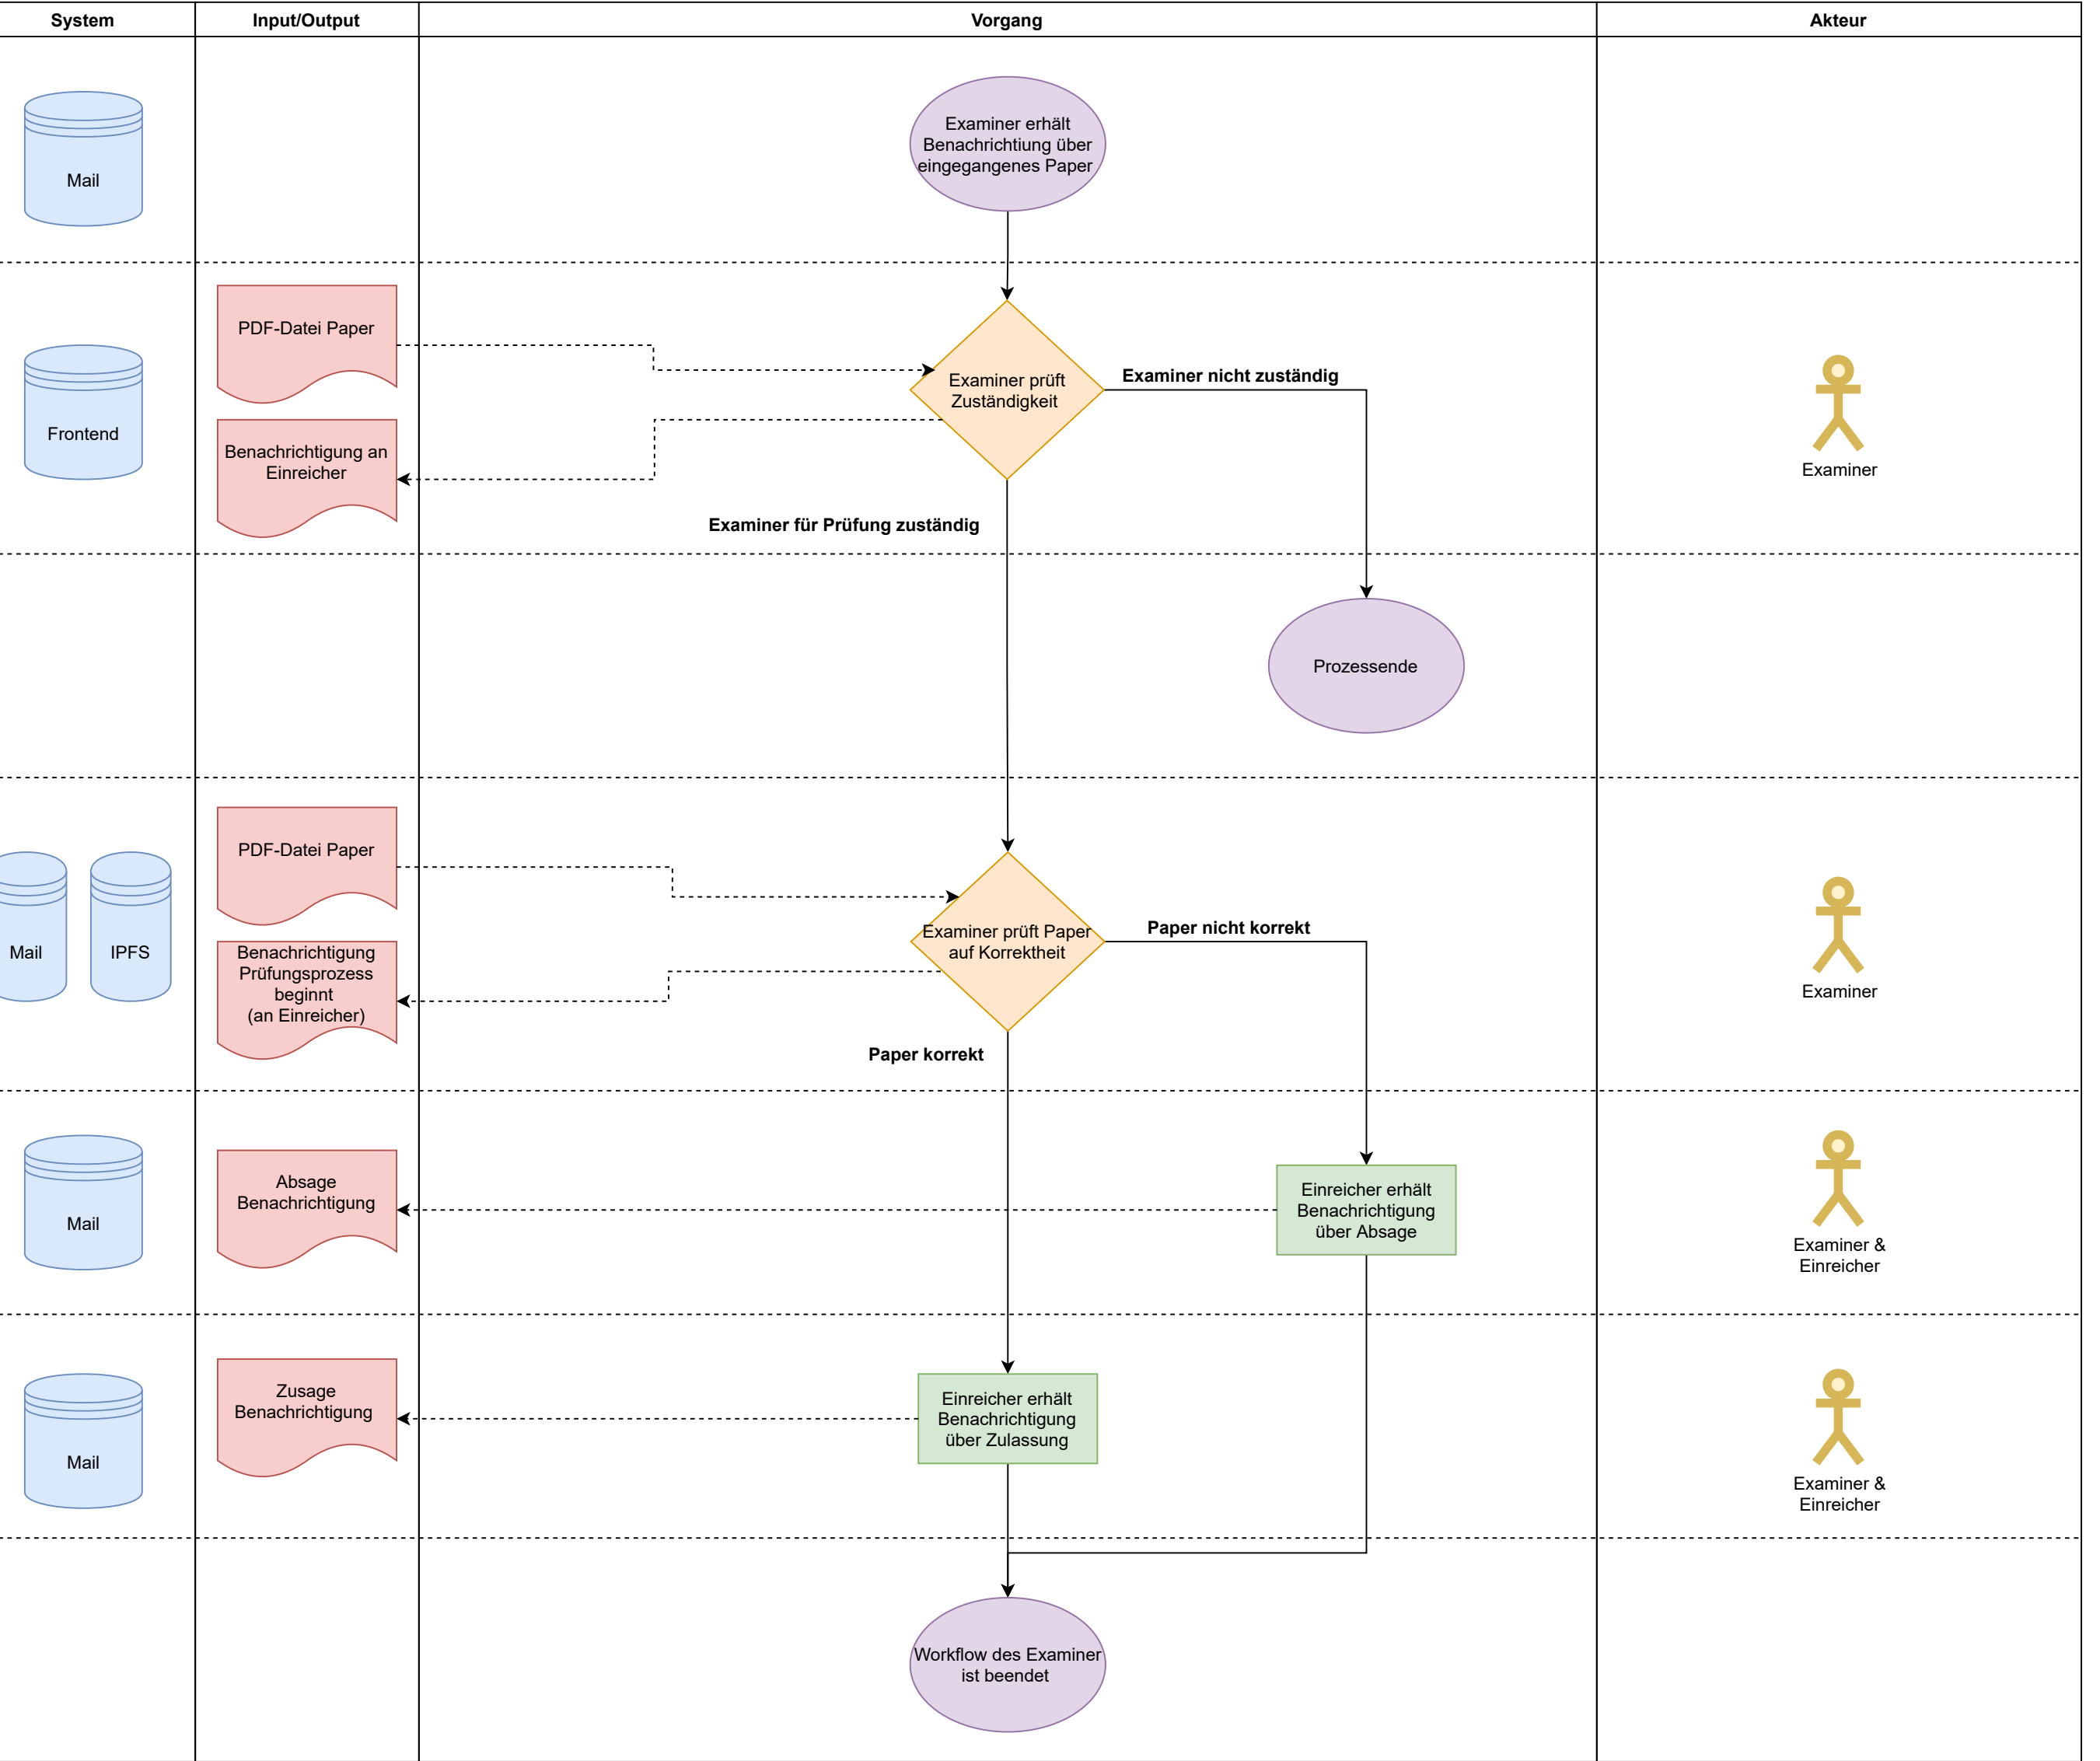 System
Input/Output
Vorgang
Akteur
Mail
Examiner erhält
Benachrichtiung über
eingegangenes Paper
Frontend
PDF-Datei Paper
Benachrichtigung an
Einreicher
Examiner prüft
Zuständigkeit
Examiner nicht zuständig
Examiner für Prüfung zuständig
Examiner
Prozessende
Mail
IPFS
PDF-Datei Paper
Benachrichtigung
Prüfungsprozess
beginnt
(an Einreicher)
Examiner prüft Paper
auf Korrektheit
Paper nicht korrekt
Paper korrekt
Examiner
Mail
Absage
Benachrichtigung
Einreicher erhält
Benachrichtigung
über Absage
Examiner &
Einreicher
Mail
Zusage
Benachrichtigung
Einreicher erhält
Benachrichtigung
über Zulassung
Examiner &
Einreicher
Workflow des Examiner
ist beendet